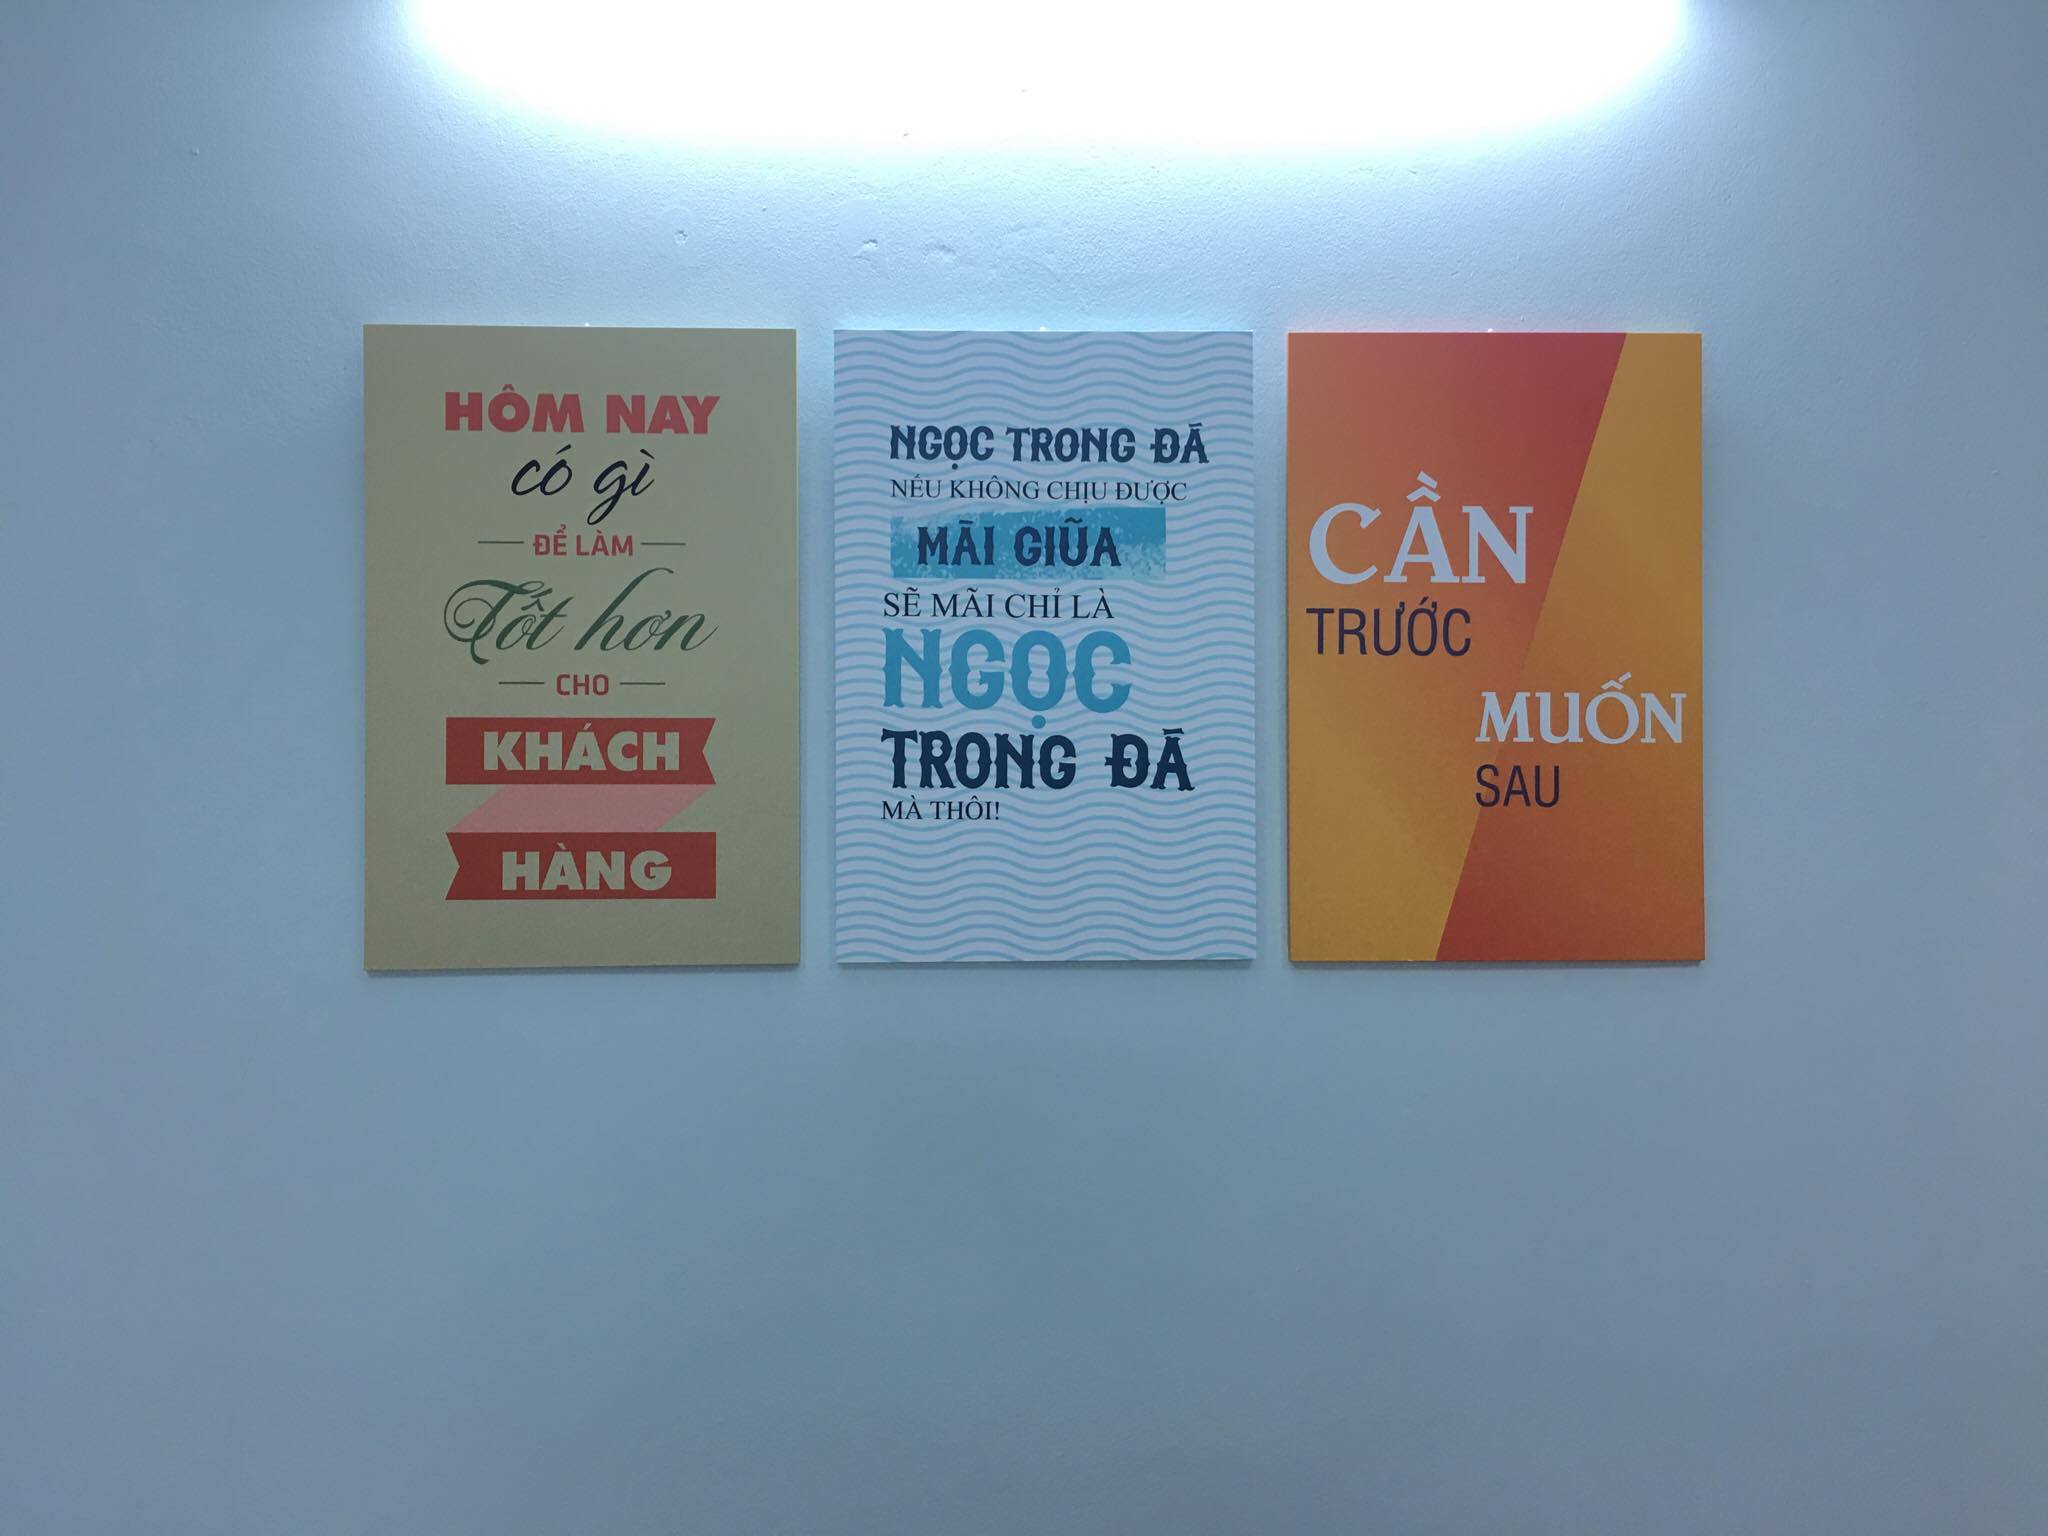 HÔM NAY
có gì
ĐỂ LÀM
Tốt hơn
CHO
KHÁCH
HÀNG
NGỌC TRONG ĐÁ
NẾU KHÔNG CHỊU ĐƯỢC
MÀI GIŨA
SẼ MÃI CHỈ LÀ
NGỌC
TRONG ĐÁ
MÀ THÔI!
CẦN
TRƯỚC
MUỐN
SAU